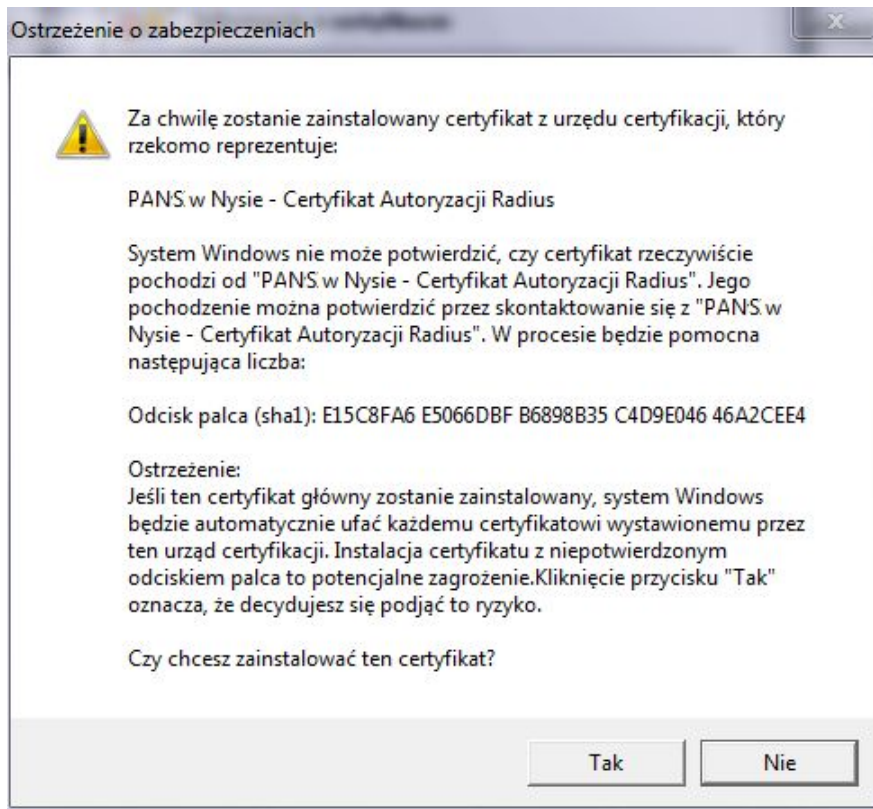 Ostrzeżenie o zabezpieczeniach
Za chwilę zostanie zainstalowany certyfikat z urzędu certyfikacji, który
rzekomo reprezentuje:
PANS w Nysie - Certyfikat Autoryzacji Radius
System Windows nie może potwierdzić, czy certyfikat rzeczywiście
pochodzi od "PANS w Nysie - Certyfikat Autoryzacji Radius". Jego
pochodzenie można potwierdzić przez skontaktowanie się z "PANS w
Nysie - Certyfikat Autoryzacji Radius". W procesie będzie pomocna
następująca liczba:
Odcisk palca (sha1): E15C8FA6 E5066DBF B6898B35 C4D9E046 46A2CEE4
Ostrzeżenie:
Jeśli ten certyfikat główny zostanie zainstalowany, system Windows
będzie automatycznie ufać każdemu certyfikatowi wystawionemu przez
ten urząd certyfikacji. Instalacja certyfikatu z niepotwierdzonym
odciskiem palca to potencjalne zagrożenie.Kliknięcie przycisku "Tak"
oznacza, że decydujesz się podjąć to ryzyko.
Czy chcesz zainstalować ten certyfikat?
Tak
Nie